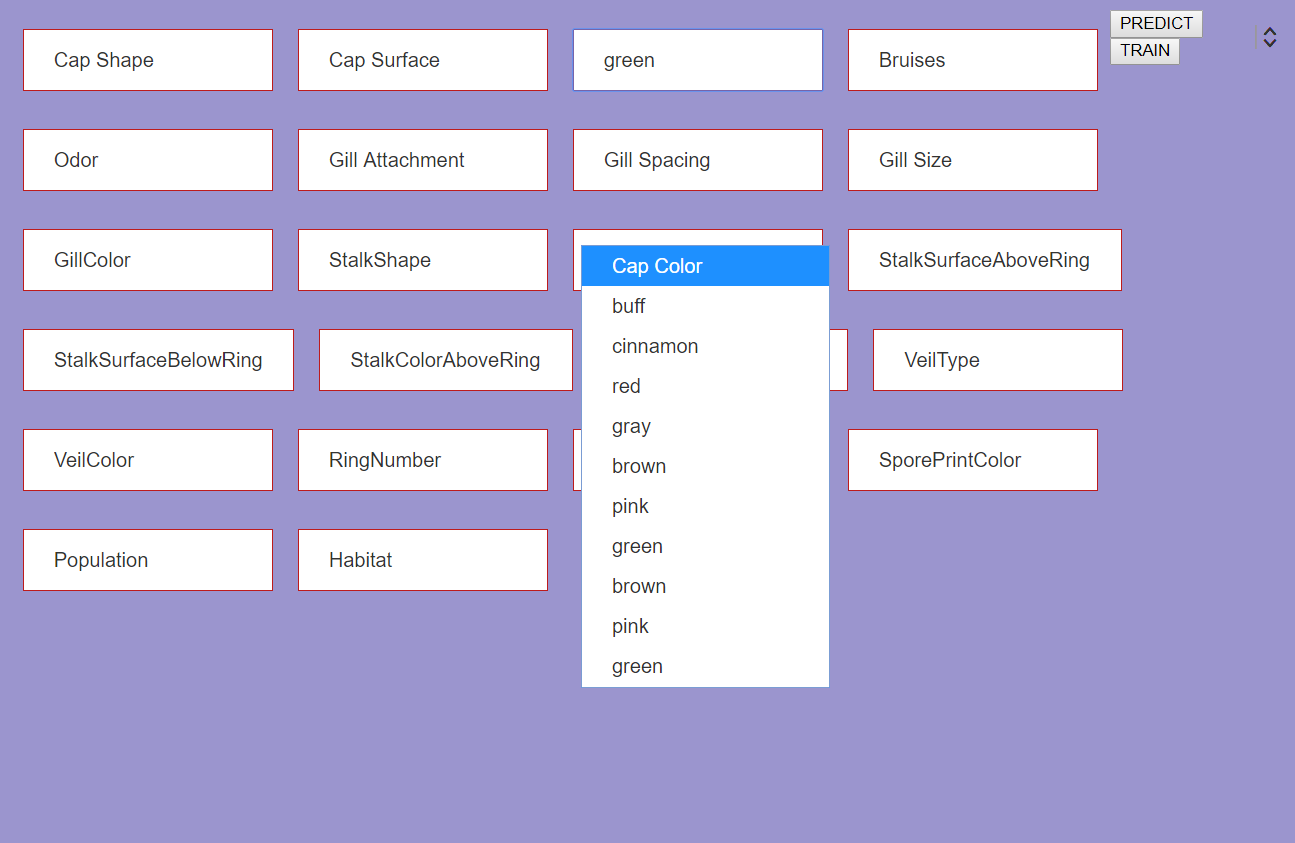 Cap Shape
Cap Surface
green
Bruises
PREDICT
TRAIN
Odor
Gill Attachment
Gill Spacing
Gill Size
GillColor
StalkShape
StalkSurfaceAboveRing
StalkSurfaceBelowRing
StalkColorAboveRing
VeilType
VeilColor
RingNumber
SporePrintColor
Population
Habitat
Cap Color
buff
cinnamon
red
gray
brown
pink
green
brown
pink
green